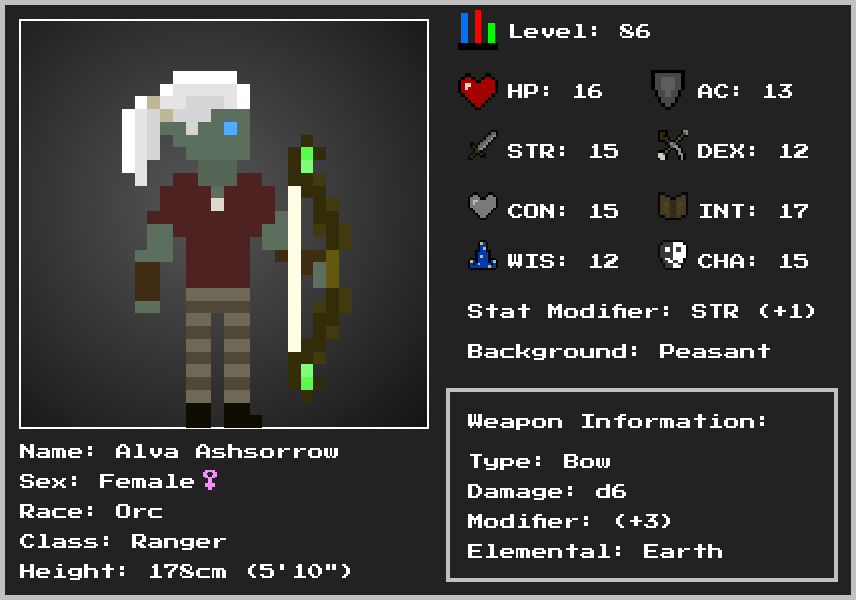 Level: 86
HP: 16 AC: 13
STR: 15 DEX: 12
CON: 15 INT: 17
WIS: 12 CHA: 15
Stat Modifier: STR (+1)
Background: Peasant
Weapon Information:
Type: Bow
Damage: d6
Modifier: (+3)
Elemental: Earth
Name: Alva Ashsorrow
Sex: Female♀
Race: Orc
Class: Ranger
Height: 178cm (5'10")